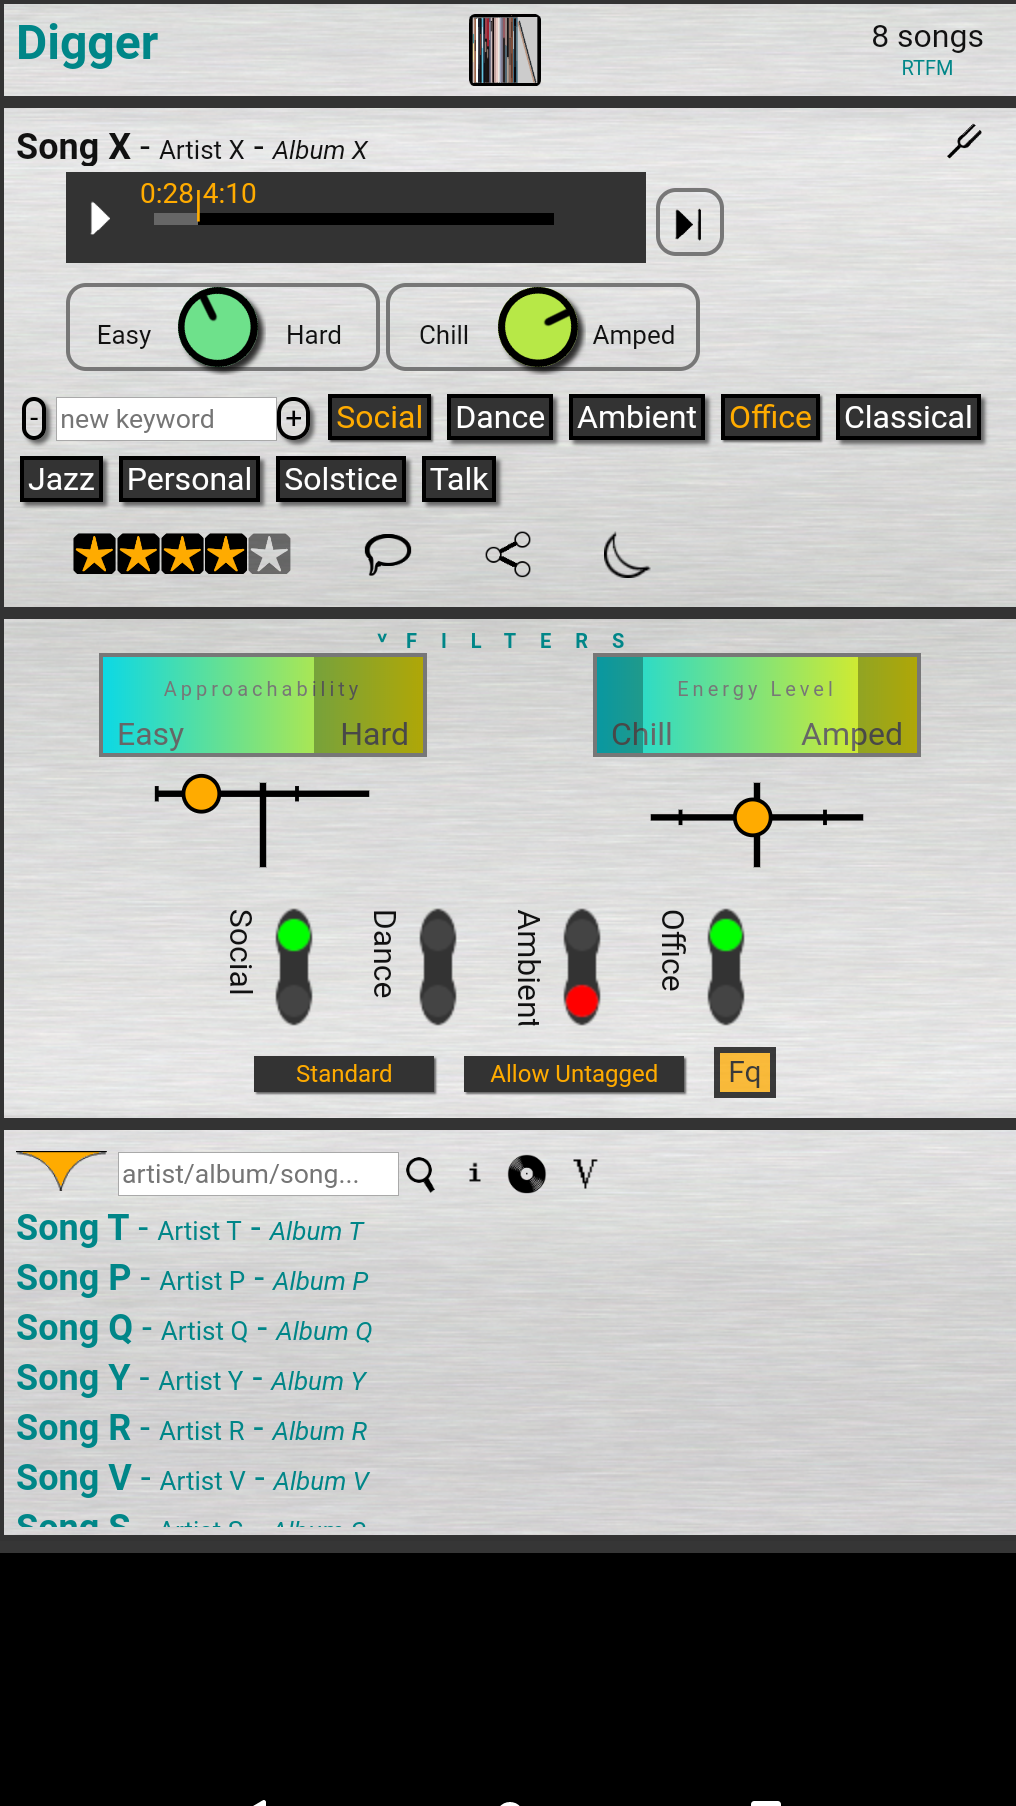 Digger
8 songs
RTFM
Song X - Artist X - Album X
0:28 4:10
Easy Hard Chill Amped
- new keyword + Social Dance Ambient Office Classical
Jazz Personal Solstice Talk
˅ F I L T E R S
Approachability Energy Level
Easy Hard Chill Amped
Social Dance Ambient Office
Standard Allow Untagged Fq
artist/album/song... i V
Song T - Artist T - Album T
Song P - Artist P - Album P
Song Q - Artist Q - Album Q
Song Y - Artist Y - Album Y
Song R - Artist R - Album R
Song V - Artist V - Album V
Song S - Artist S - Album S